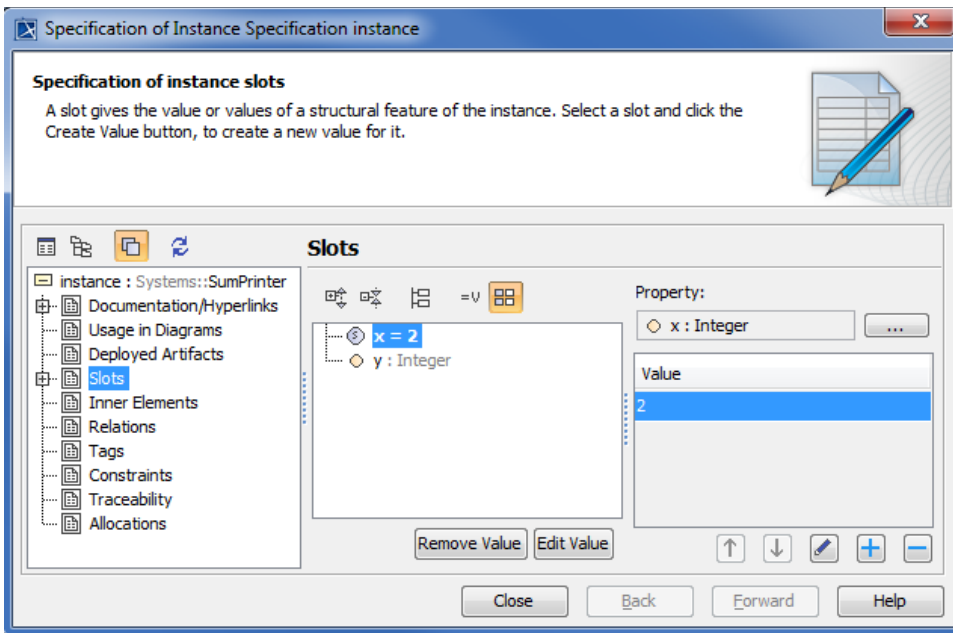 Specification of Instance Specification instance
Specification of instance slots
A slot gives the value or values of a structural feature of the instance. Select a slot and click the
Create Value button, to create a new value for it.
Slots
instance : Systems::SumPrinter
Documentation/Hyperlinks
Usage in Diagrams
Deployed Artifacts
Slots
Inner Elements
Relations
Tags
Constraints
Traceability
Allocations
x = 2
y : Integer
Remove Value Edit Value
Property:
x : Integer
...
Value
2
Close Back Forward Help